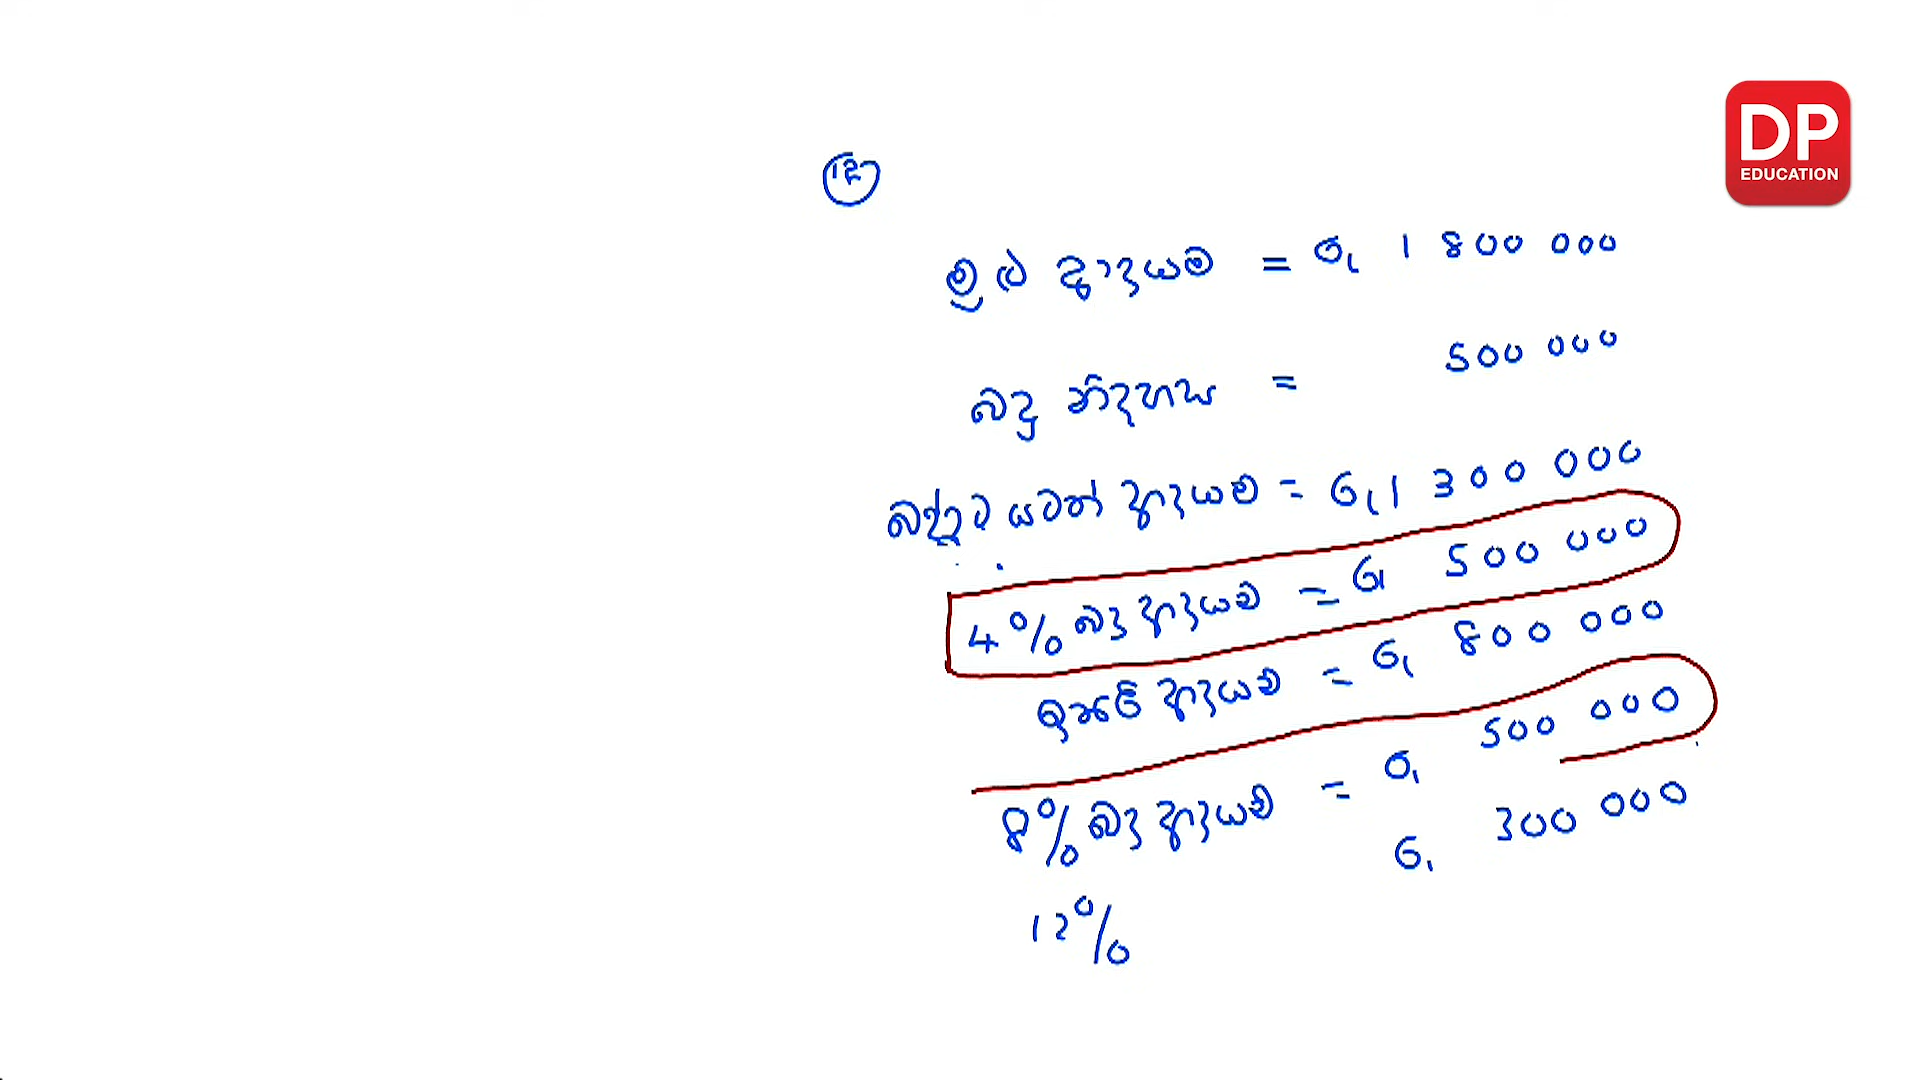 DP
EDUCATION
මුළු ආදායම = රු 1 800 000
බදු නිදහස = 500 000
බද්දට යටත් ආදායම = රු 1 300 000
4% බදු ආදායම = රු 500 000
ඉතිරි ආදායම = රු 800 000
8% බදු ආදායම = රු 500 000
රු 300 000
12%